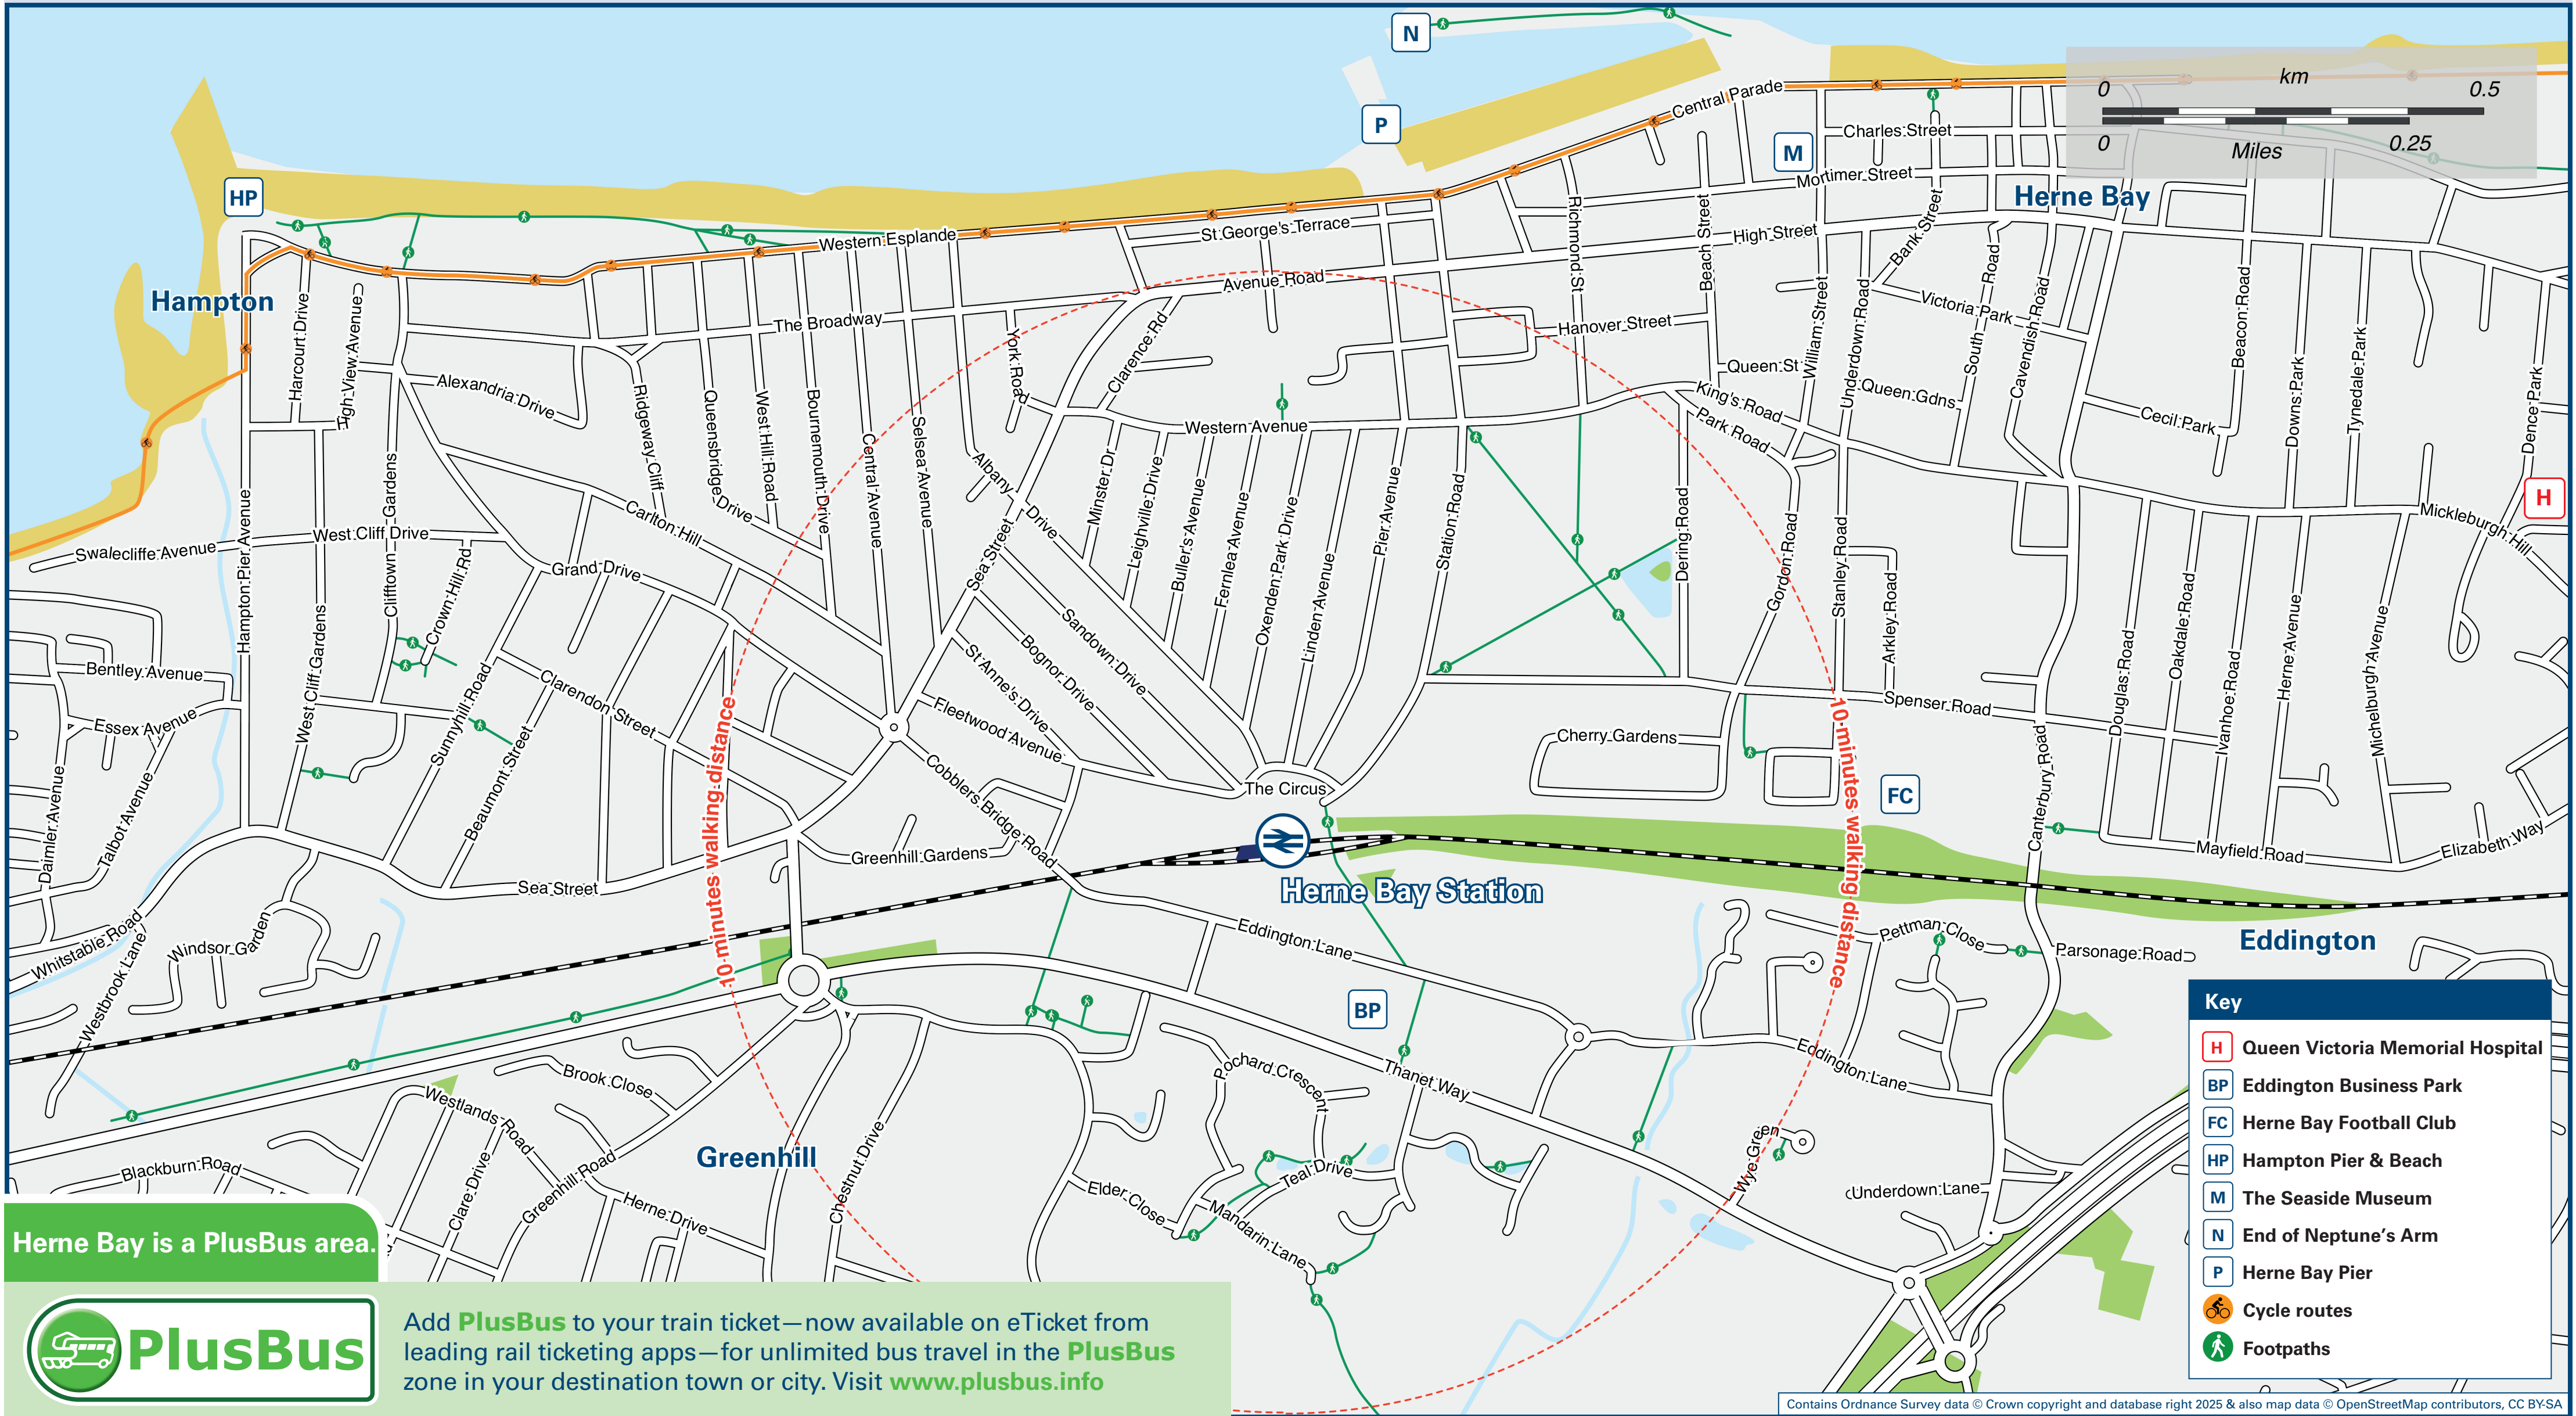 N
P
M
HP
H
FC
BP
km
0
0.5
0
0.25
Miles
Central Parade
Charles Street
Mortimer Street
Herne Bay
Bank Street
High Street
Richmond St
Beach Street
St George's Terrace
Western Esplande
Avenue Road
The Broadway
Hampton
Harcourt Drive
High View Avenue
Alexandria Drive
Ridgeway Cliff
Queensbridge Drive
West Hill Road
Bournemouth Drive
Central Avenue
Selsea Avenue
York Road
Clarence Rd
Hanover Street
Queen St
William Street
Underdown Road
Victoria Park
South Road
Cavendish Road
Queen Gdns
Beacon Road
Cecil Park
Downs Park
Tynedale Park
Dence Park
Mickleburgh Hill
King's Road
Park Road
Western Avenue
Albany Drive
Minster Dr
Leighville Drive
Buller's Avenue
Fernlea Avenue
Oxenden Park Drive
Linden Avenue
Pier Avenue
Station Road
Dering Road
Gordon Road
Stanley Road
Arkley Road
Spenser Road
Douglas Road
Oakdale Road
Ivanhoe Road
Herne Avenue
Michelburgh Avenue
Elizabeth Way
Mayfield Road
Canterbury Road
Cherry Gardens
Swalecliffe Avenue
Hampton Pier Avenue
West Cliff Drive
West Cliff Gardens
Clifftown Gardens
Crown Hill Rd
Carlton Hill
Grand Drive
Clarendon Street
Sunnyhill Road
Beaumont Street
Sea Street
Sandown Drive
Bognor Drive
St Anne's Drive
Fleetwood Avenue
Cobblers Bridge Road
The Circus
Greenhill Gardens
Sea Street
Bentley Avenue
Essex Avenue
Daimler Avenue
Talbot Avenue
Whitstable Road
Westbrook Lane
Windsor Garden
10 minutes walking distance
10 minutes walking distance
Herne Bay Station
Eddington Lane
Pettman Close
Parsonage Road
Eddington
Eddington Lane
Thanet Way
Pochard Crescent
Teal Drive
Mandarin Lane
Elder Close
Wye Green
Underdown Lane
Brook Close
Westlands Road
Greenhill
Greenhill Road
Chestnut Drive
Herne Drive
Clare Drive
Blackburn Road
Key
H Queen Victoria Memorial Hospital
BP Eddington Business Park
FC Herne Bay Football Club
HP Hampton Pier & Beach
M The Seaside Museum
N End of Neptune's Arm
P Herne Bay Pier
Cycle routes
Footpaths
Herne Bay is a PlusBus area.
PlusBus
Add PlusBus to your train ticket—now available on eTicket from
leading rail ticketing apps—for unlimited bus travel in the PlusBus
zone in your destination town or city. Visit www.plusbus.info
Contains Ordnance Survey data © Crown copyright and database right 2025 & also map data © OpenStreetMap contributors, CC BY-SA